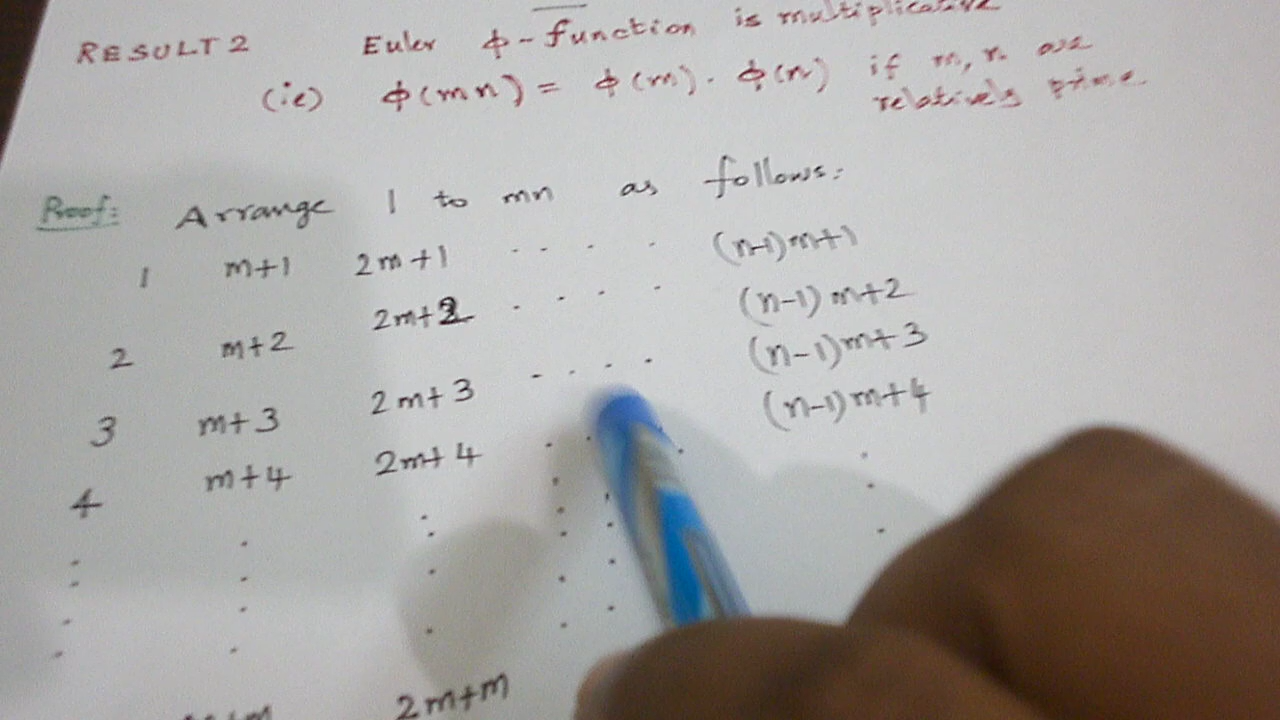 RESULT 2 Euler ϕ-function is multiplicative
(ie) ϕ(mn) = ϕ(m) . ϕ(n) if m, n are
relatively prime
Proof: Arrange 1 to mn as follows:
1 m+1 2m+1 . . . . (n-1)m+1
2 m+2 2m+2 . . . . (n-1)m+2
3 m+3 2m+3 . . . . (n-1)m+3
4 m+4 2m+4 . . . (n-1)m+4
2m+m